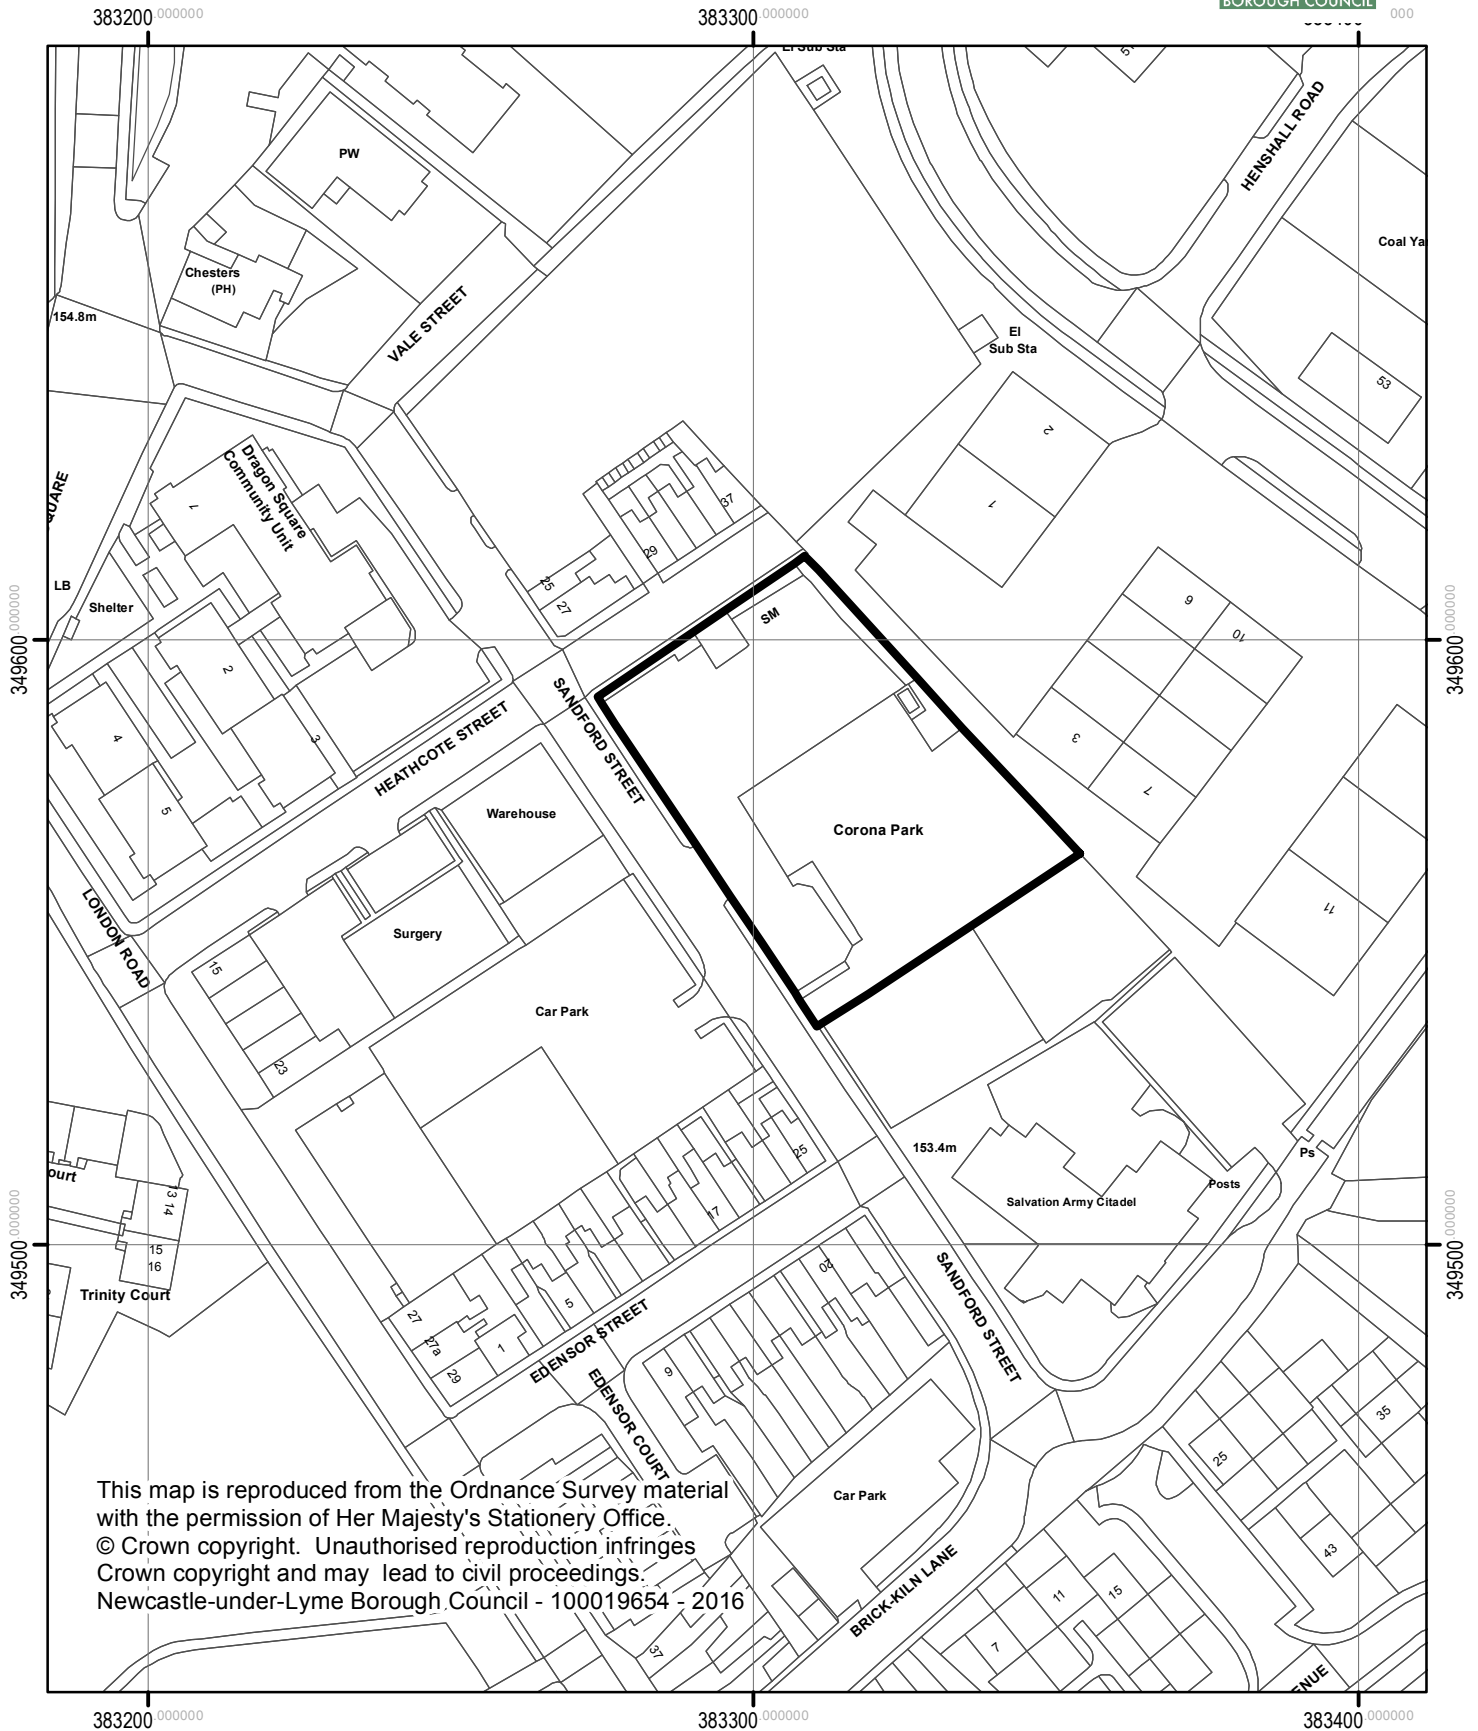 BOROUGH COUNCIL
383200.000000
383300.000000
000
El Sub Sta
HENSHALL ROAD
PW
Coal Ya
Chesters
(PH)
154.8m
VALE STREET
El
Sub Sta
53
2
1
UARE
Dragon Square
Community Unit
7
37
29
25
27
LB
Shelter
SM
9
10
349600.000000
349600.000000
2
4
3
5
HEATHCOTE STREET
SANDFORD STREET
3
7
Warehouse
Corona Park
LONDON ROAD
Surgery
11
15
Car Park
23
153.4m
25
Ps
ourt
Salvation Army Citadel
Posts
13
14
17
15
16
349500.000000
349500.000000
Trinity Court
20
SANDFORD STREET
27
27a
29
1
5
EDENSOR STREET
9
EDENSOR COURT
35
25
Car Park
43
This map is reproduced from the Ordnance Survey material
with the permission of Her Majesty's Stationery Office.
© Crown copyright. Unauthorised reproduction infringes
Crown copyright and may lead to civil proceedings.
Newcastle-under-Lyme Borough Council - 100019654 - 2016
BRICK-KILN LANE
11
15
7
37
ENUE
383200.000000
383300.000000
383400.000000